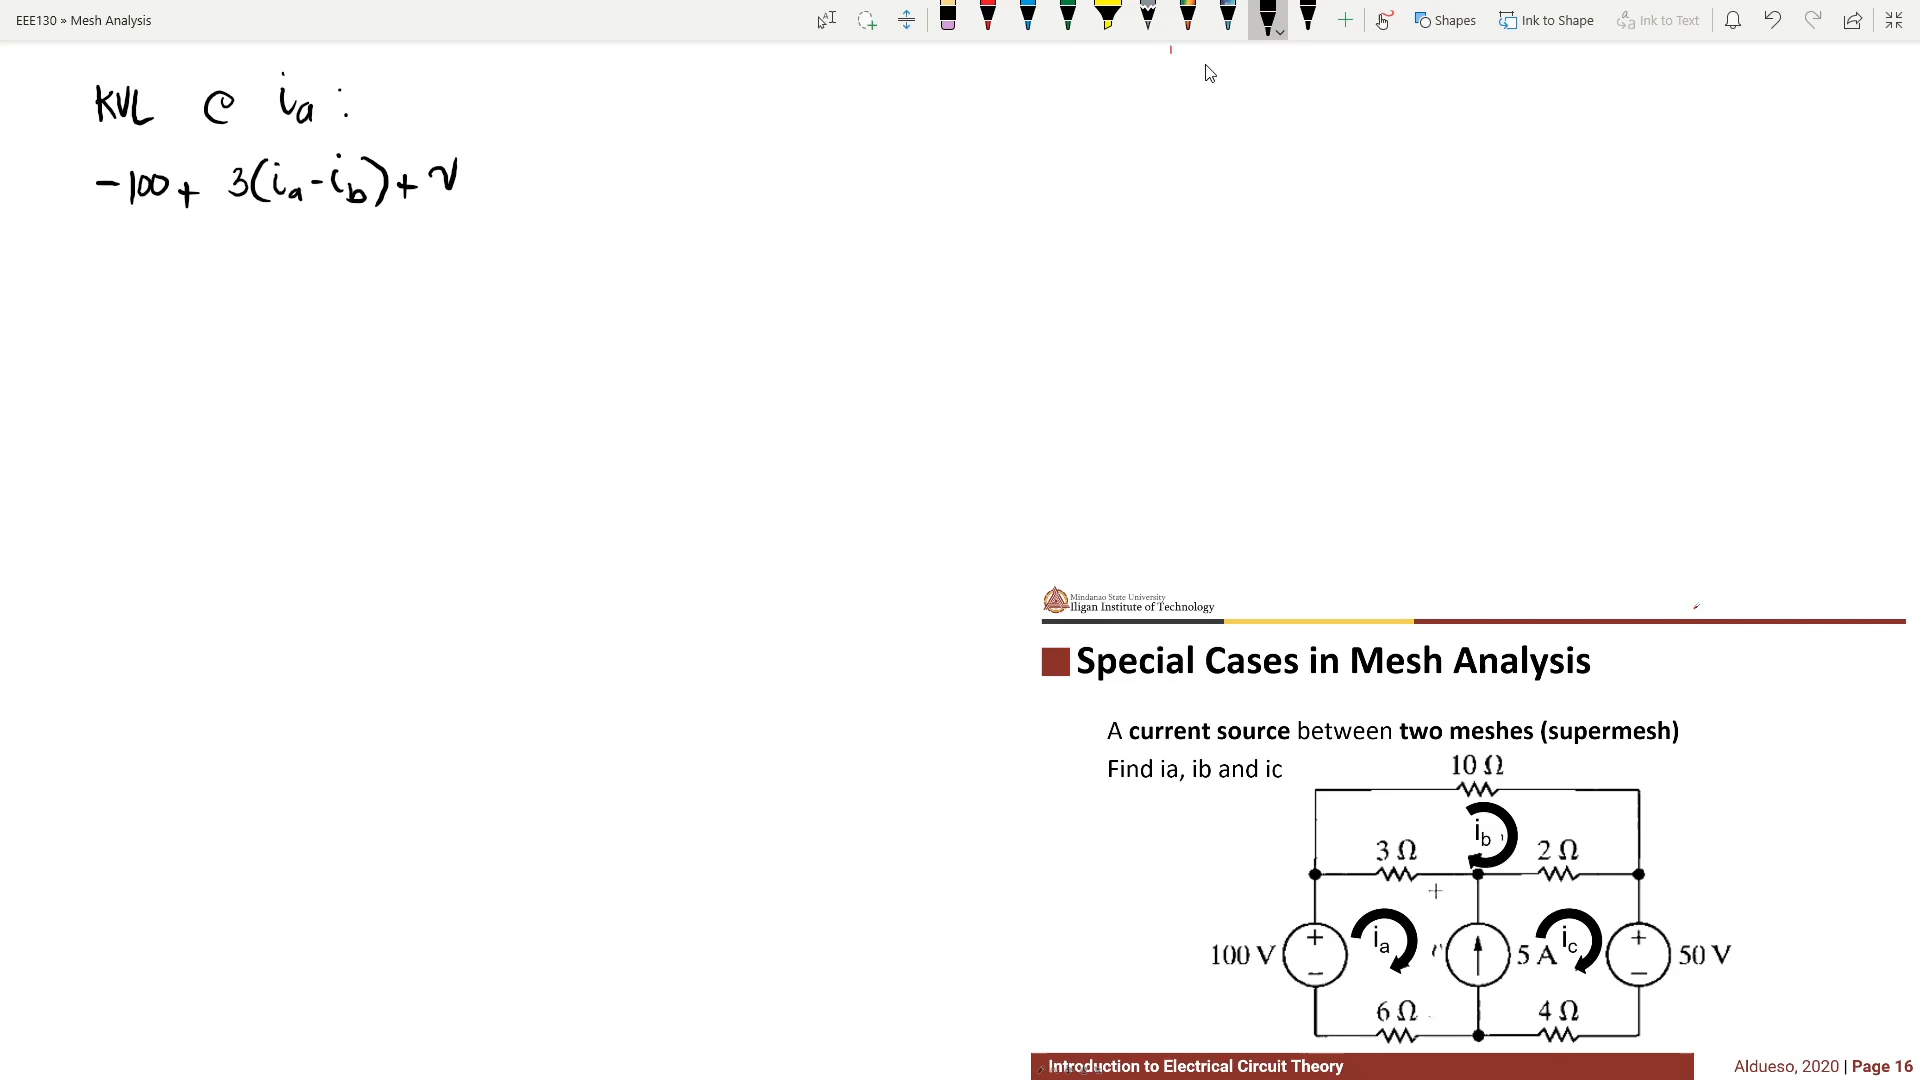 EEE130 » Mesh Analysis
Shapes
Ink to Shape
Ink to Text
KVL @ ia :
-100 + 3(ia - ib) + v
Mindanao State University
Iligan Institute of Technology
Special Cases in Mesh Analysis
A current source between two meshes (supermesh)
Find ia, ib and ic
10 Ω
ib
3 Ω
2 Ω
+
100 V
+
−
ia
5 A
ic
+
−
50 V
6 Ω
4 Ω
Introduction to Electrical Circuit Theory
Aldueso, 2020 | Page 16